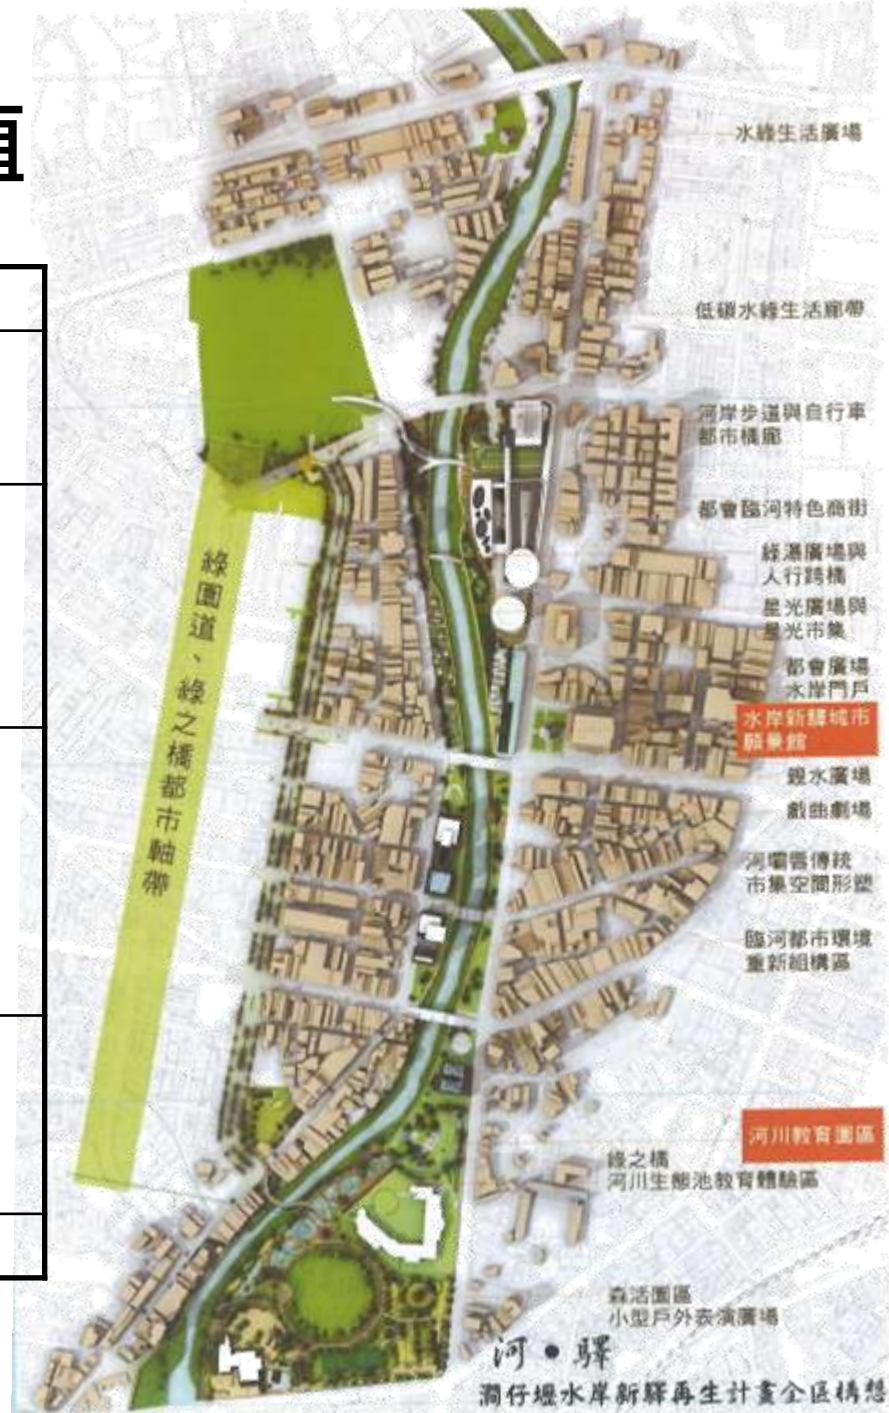 水綠生活廣場
低碳水綠生活廊帶
河岸步道與自行車
都市橋廊
都會臨河特色商街
綠瀑廣場與
人行跨橋
星光廣場與
星光市集
都會廣場
水岸門戶
水岸新驛城市
願景館
親水廣場
戲曲劇場
河壩晉傳統
市集空間形塑
臨河都市環境
重新組構區
河川教育園區
綠之橋
河川生態池教育體驗區
森活園區
小型戶外表演廣場
綠園道、綠之橋都市軸帶
河•驛
澗仔壢水岸新驛再生計畫全區構想